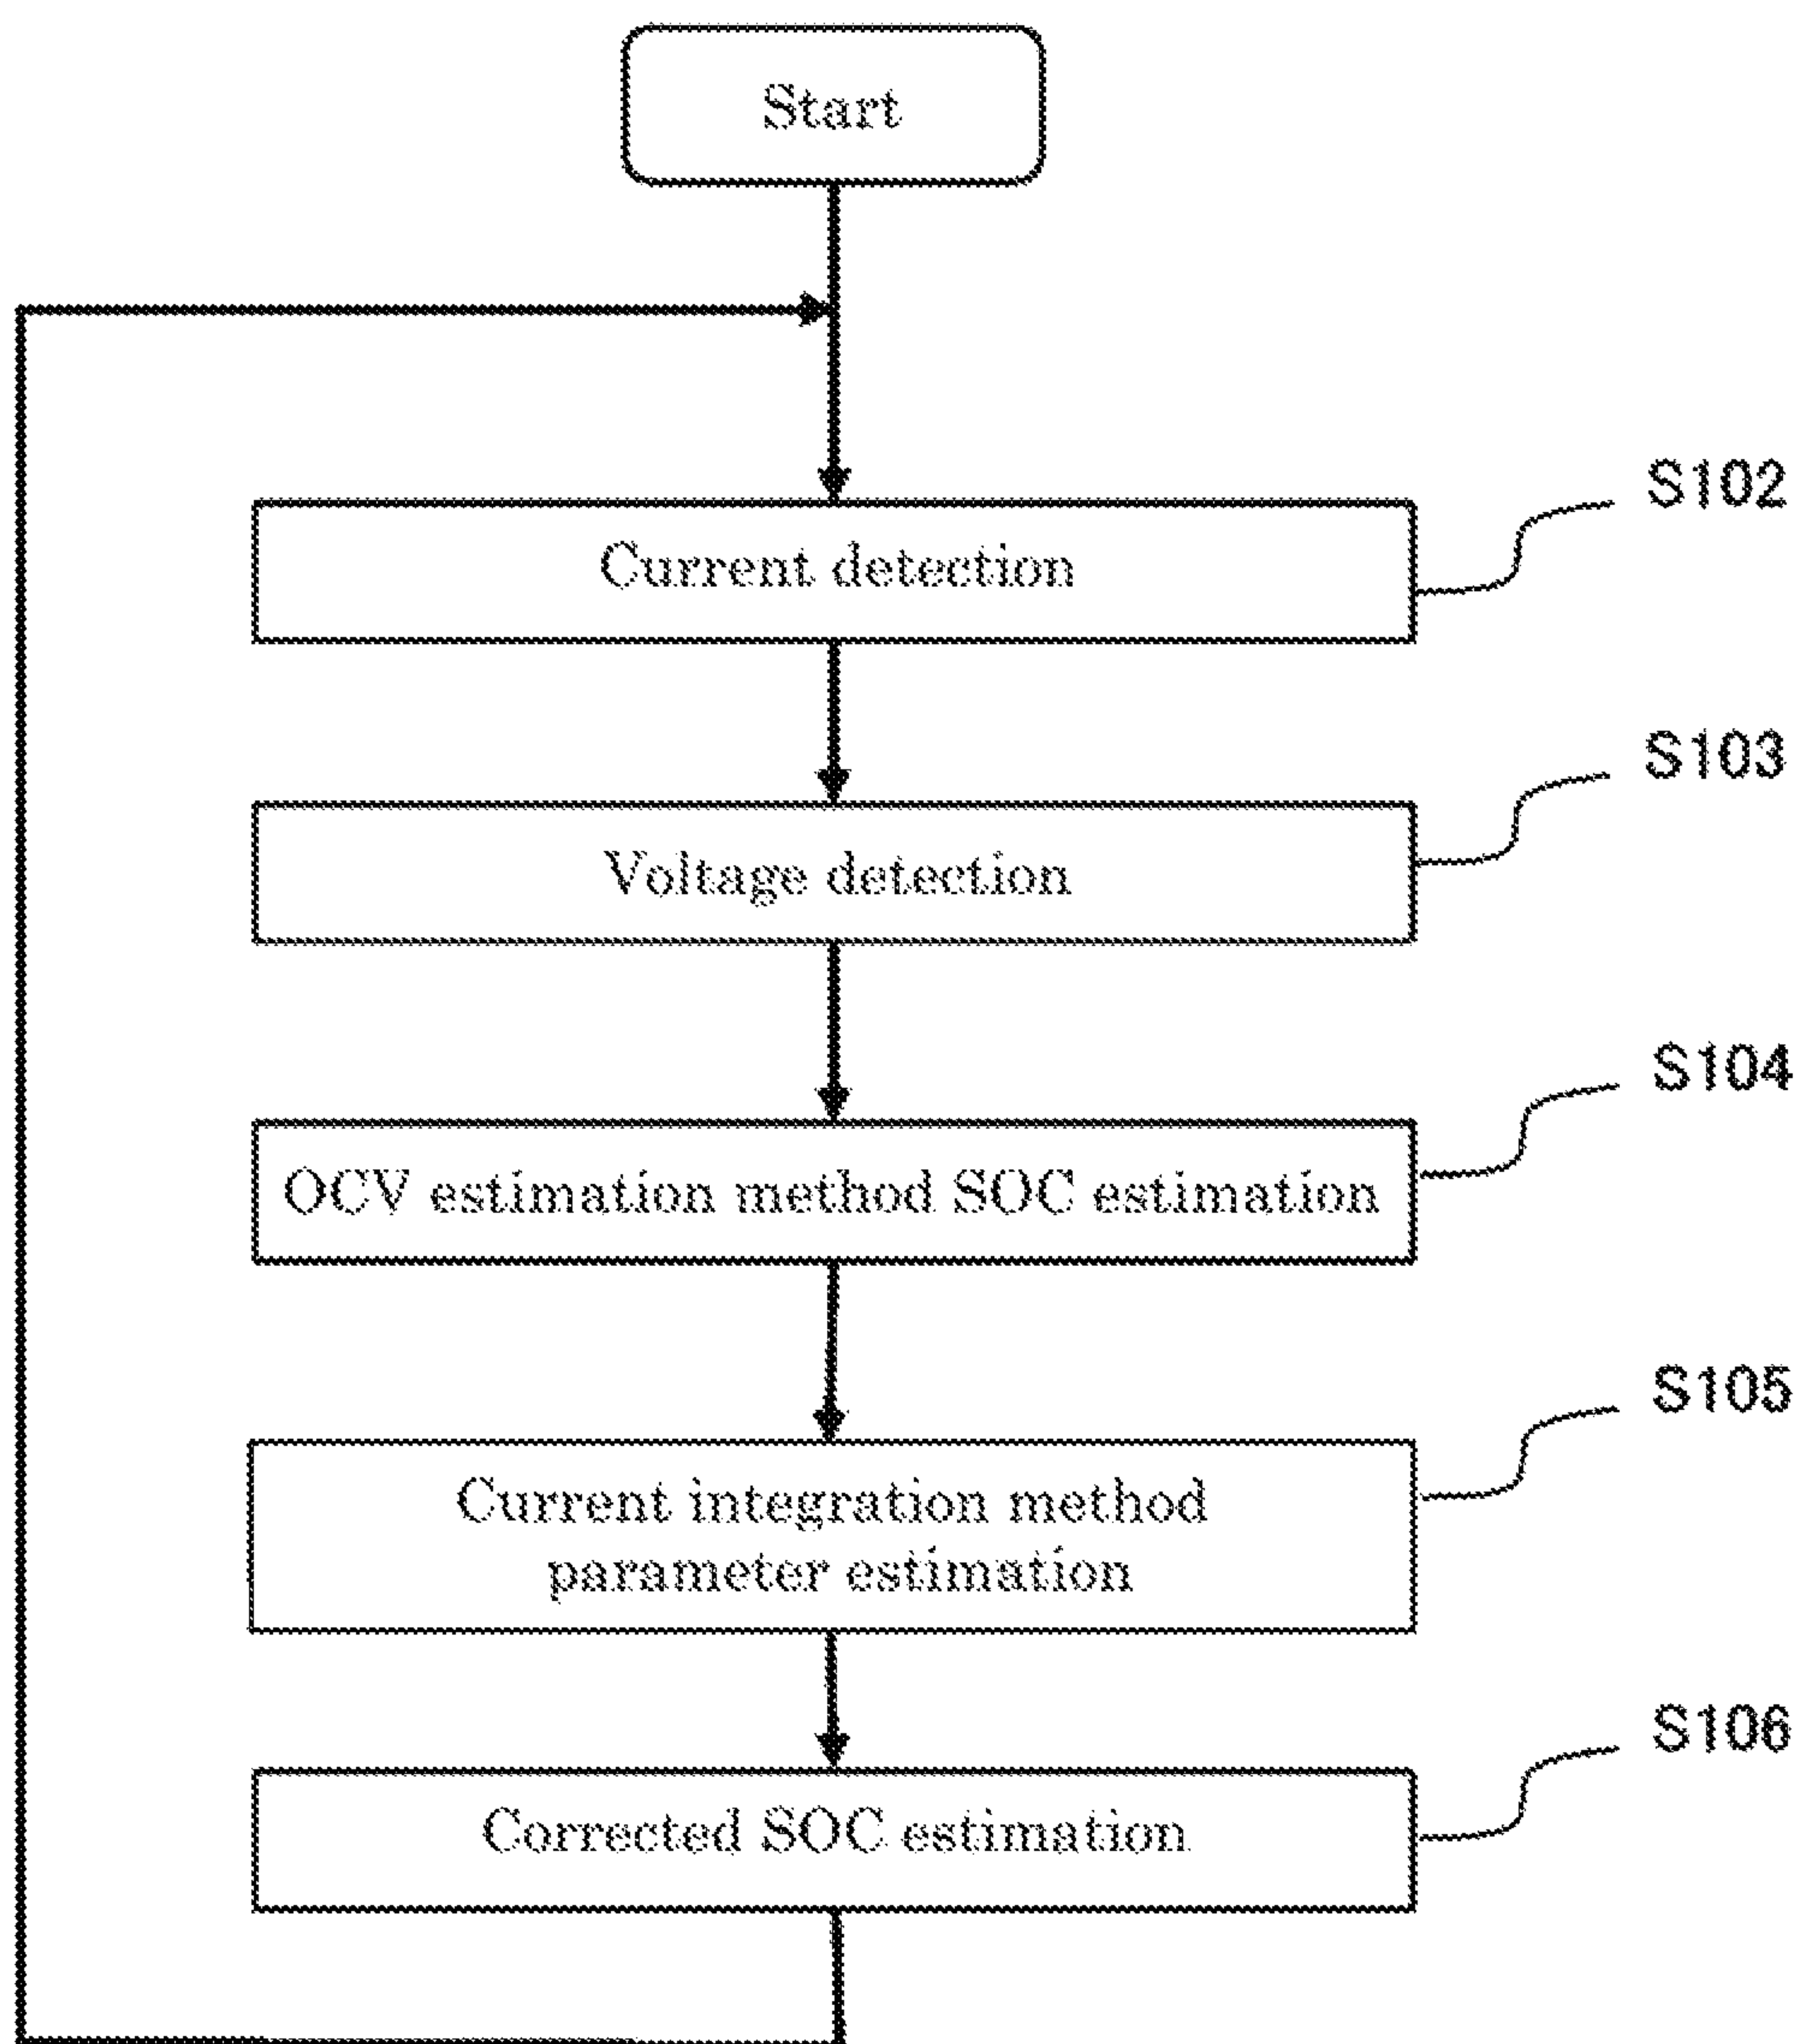 Start
S102
Current detection
S103
Voltage detection
S104
OCV estimation method SOC estimation
S105
Current integration method
parameter estimation
S106
Corrected SOC estimation